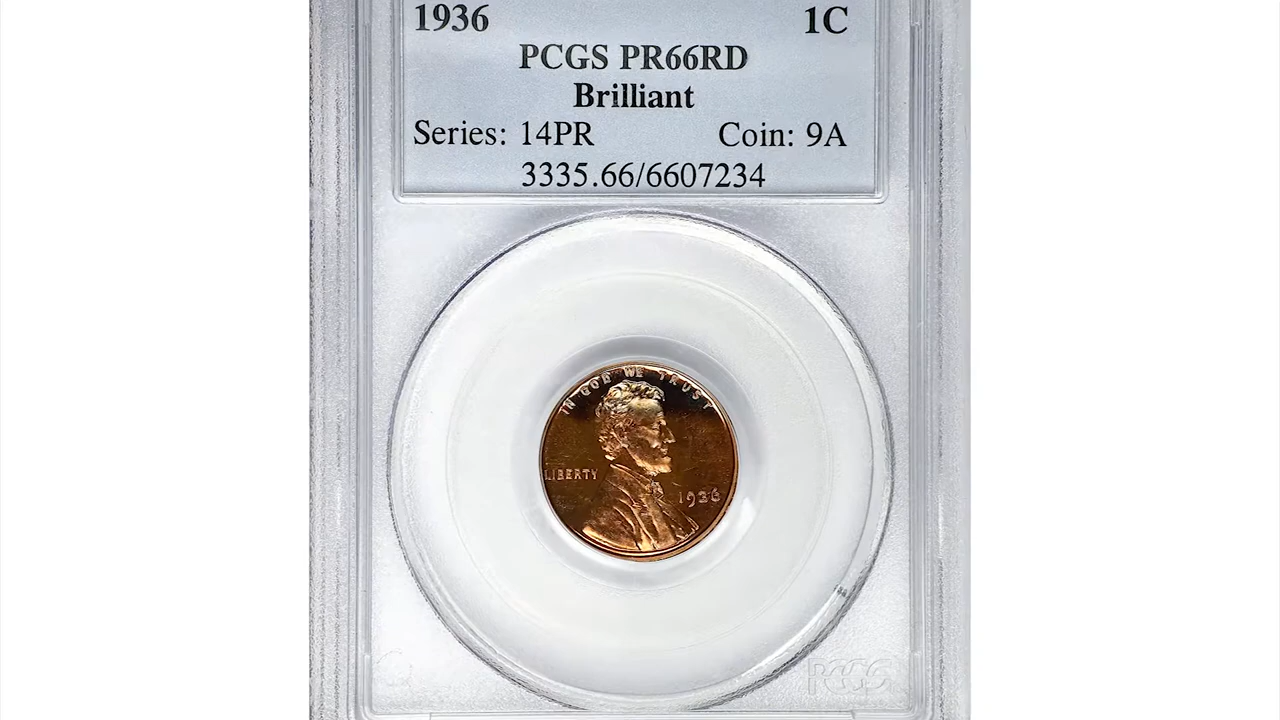 1936 1C
PCGS PR66RD
Brilliant
Series: 14PR Coin: 9A
3335.66/6607234
IN GOD WE TRUST
LIBERTY
1936
PCGS